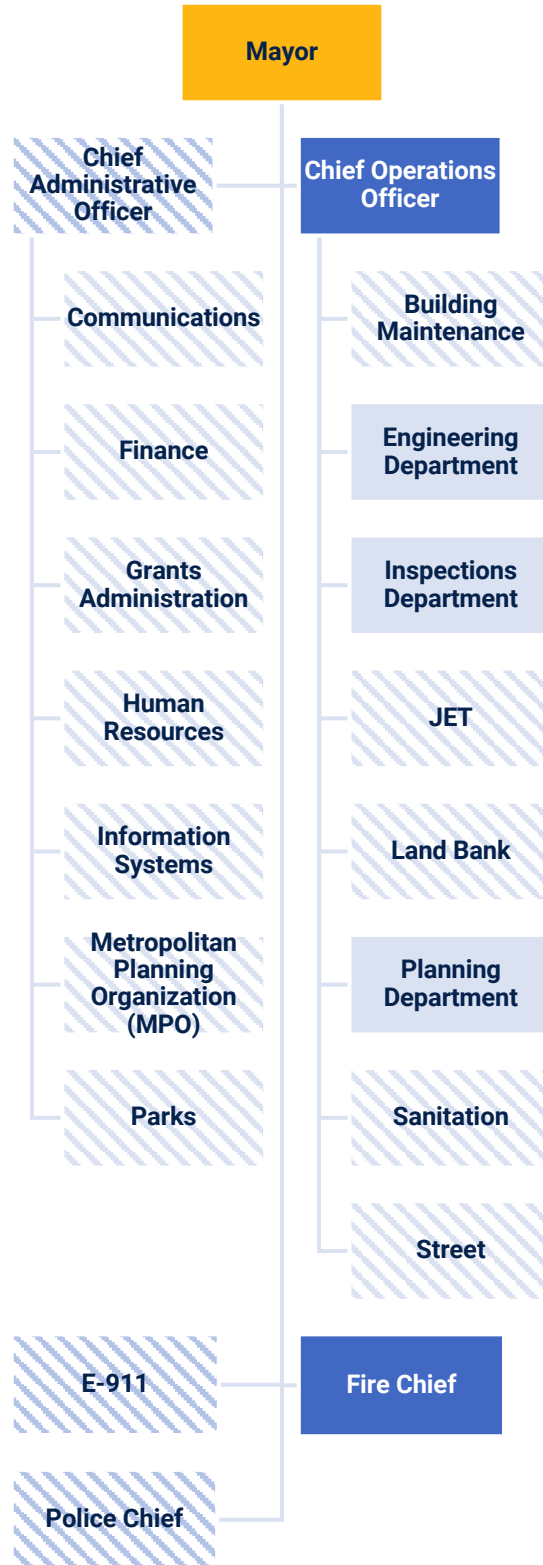 Mayor
Chief
Administrative
Officer
Chief Operations
Officer
Communications
Building
Maintenance
Finance
Engineering
Department
Grants
Administration
Inspections
Department
Human
Resources
JET
Information
Systems
Land Bank
Metropolitan
Planning
Organization
(MPO)
Planning
Department
Parks
Sanitation
Street
E-911
Fire Chief
Police Chief